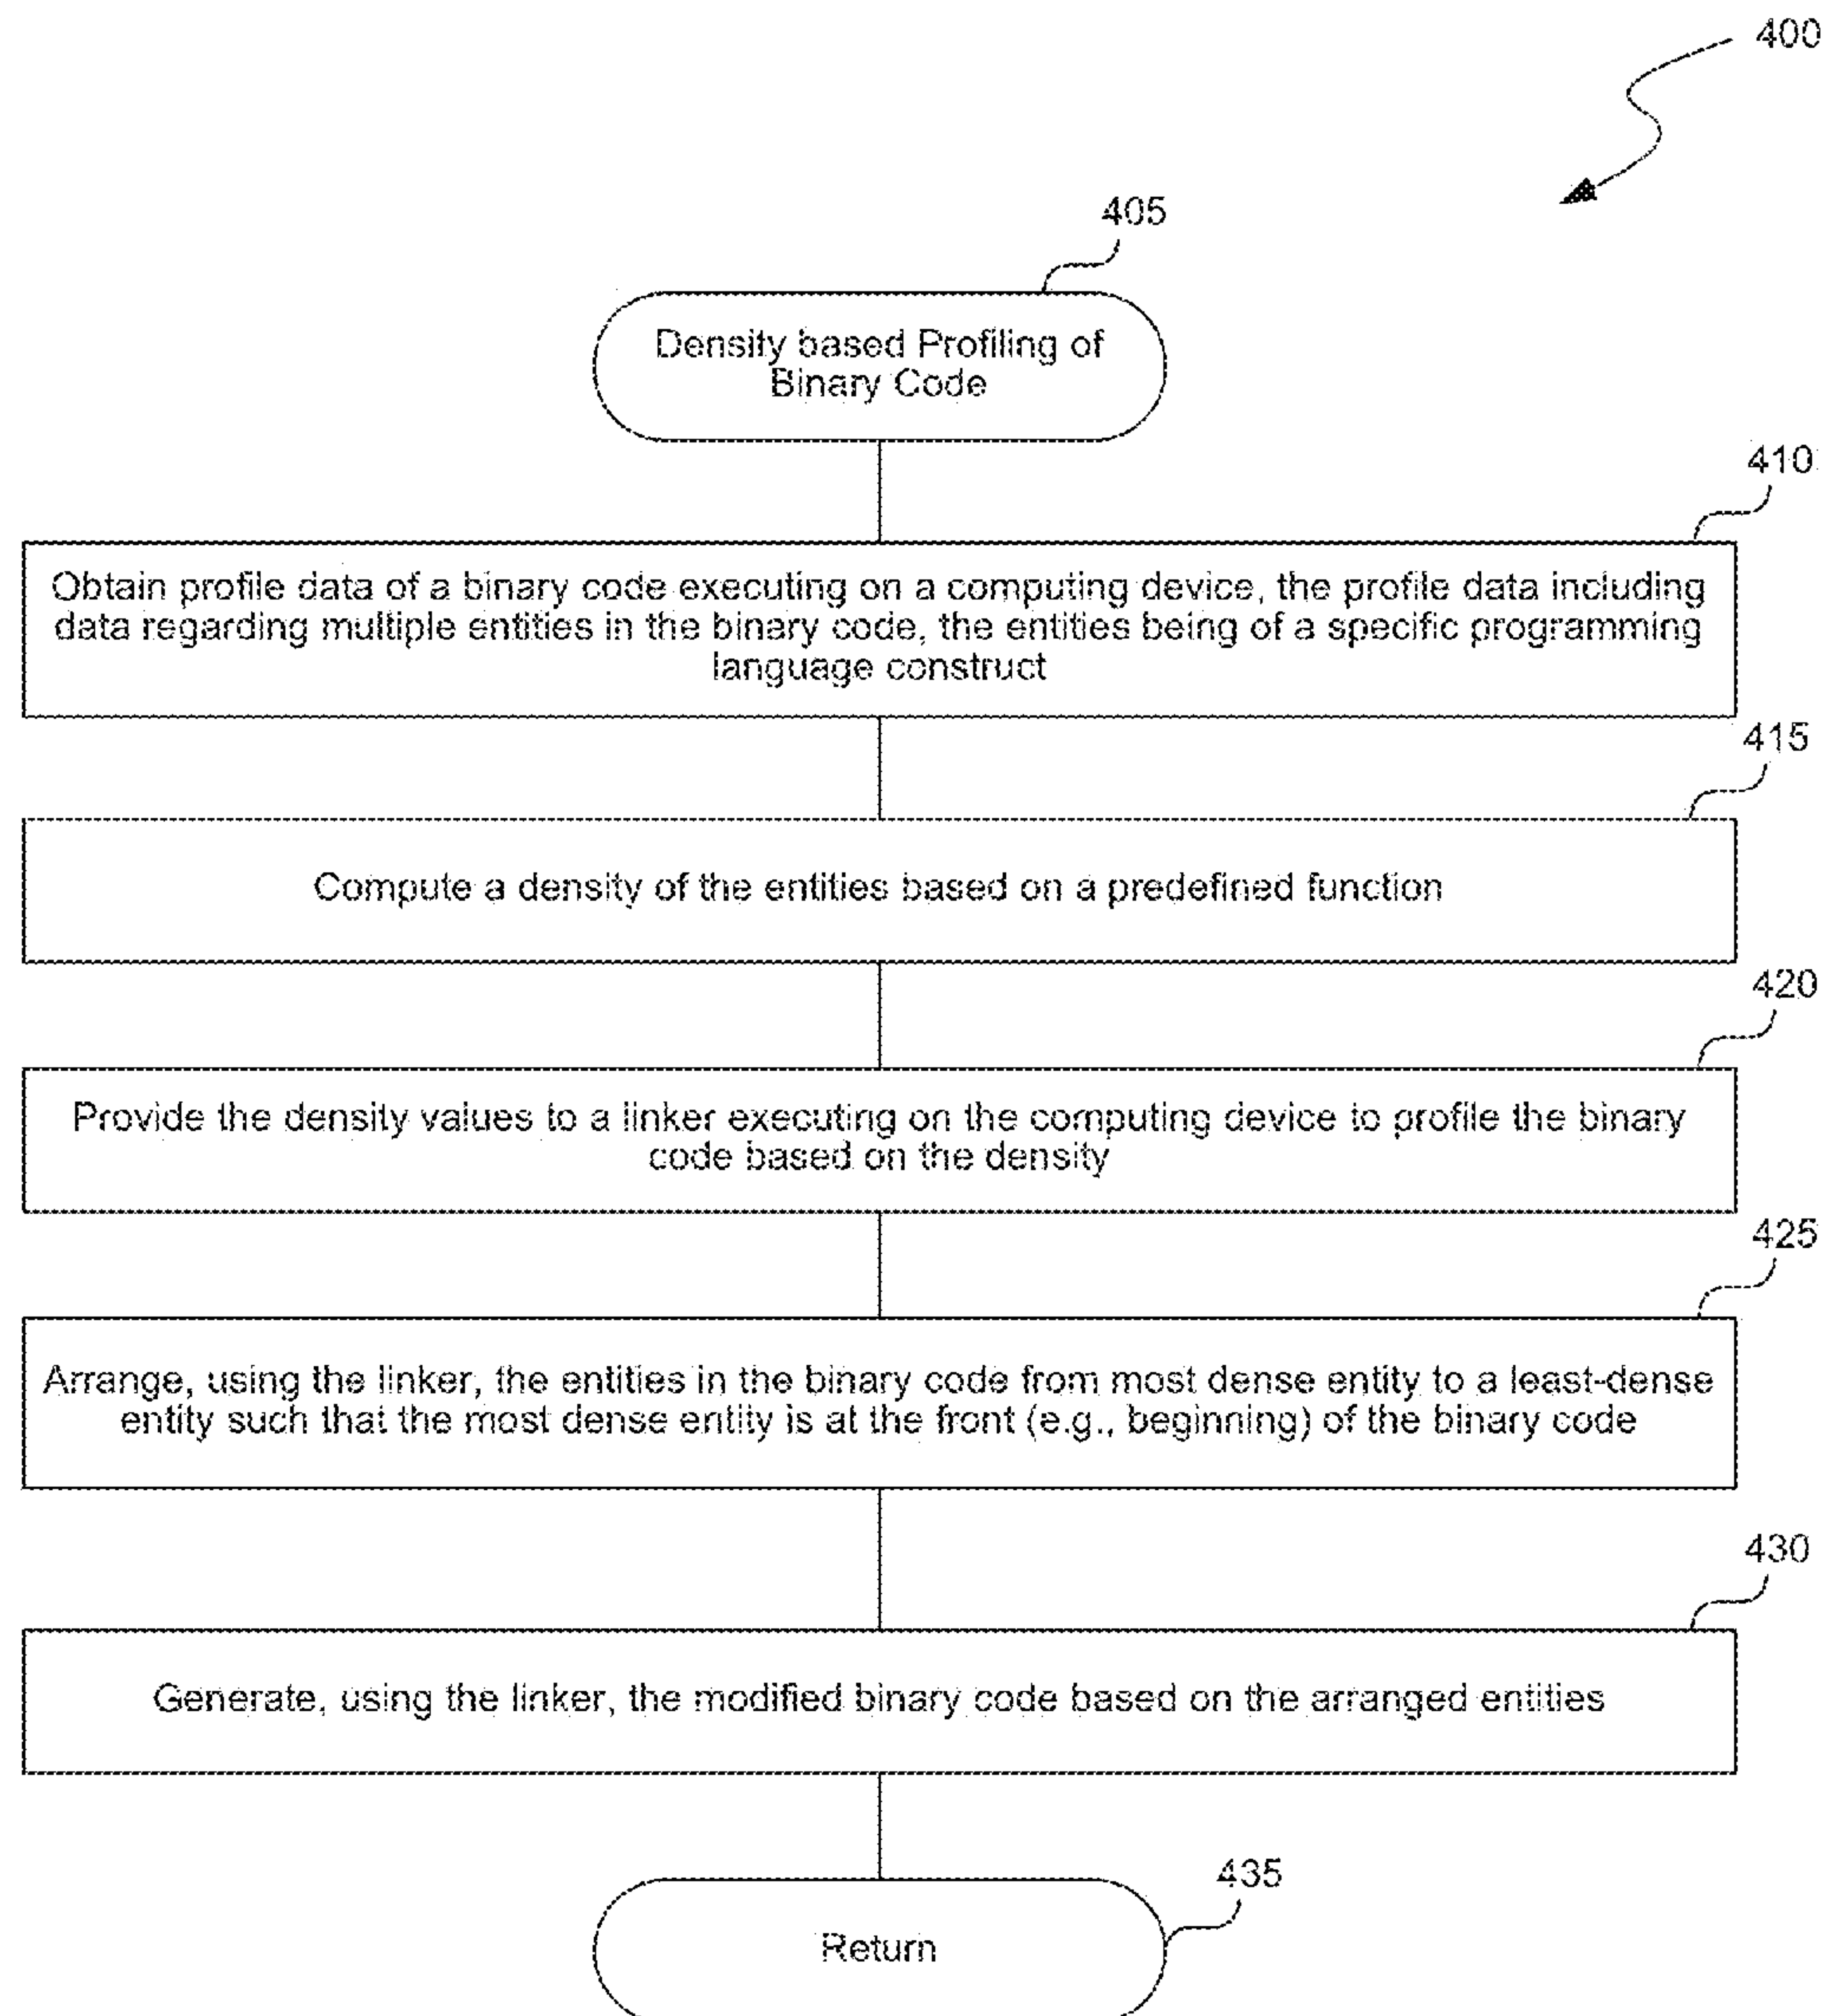 400
405
Density based Profiling of
Binary Code
410
Obtain profile data of a binary code executing on a computing device, the profile data including
data regarding multiple entities in the binary code, the entities being of a specific programming
language construct
415
Compute a density of the entities based on a predefined function
420
Provide the density values to a linker executing on the computing device to profile the binary
code based on the density
425
Arrange, using the linker, the entities in the binary code from most dense entity to a least-dense
entity such that the most dense entity is at the front (e.g., beginning) of the binary code
430
Generate, using the linker, the modified binary code based on the arranged entities
435
Return